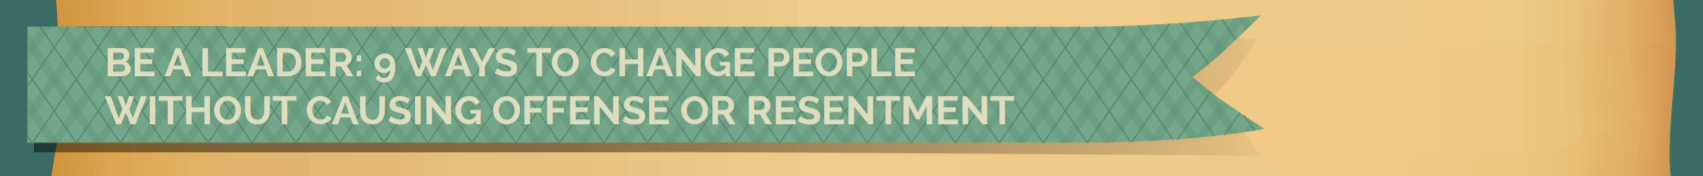 BE A LEADER: 9 WAYS TO CHANGE PEOPLE
WITHOUT CAUSING OFFENSE OR RESENTMENT